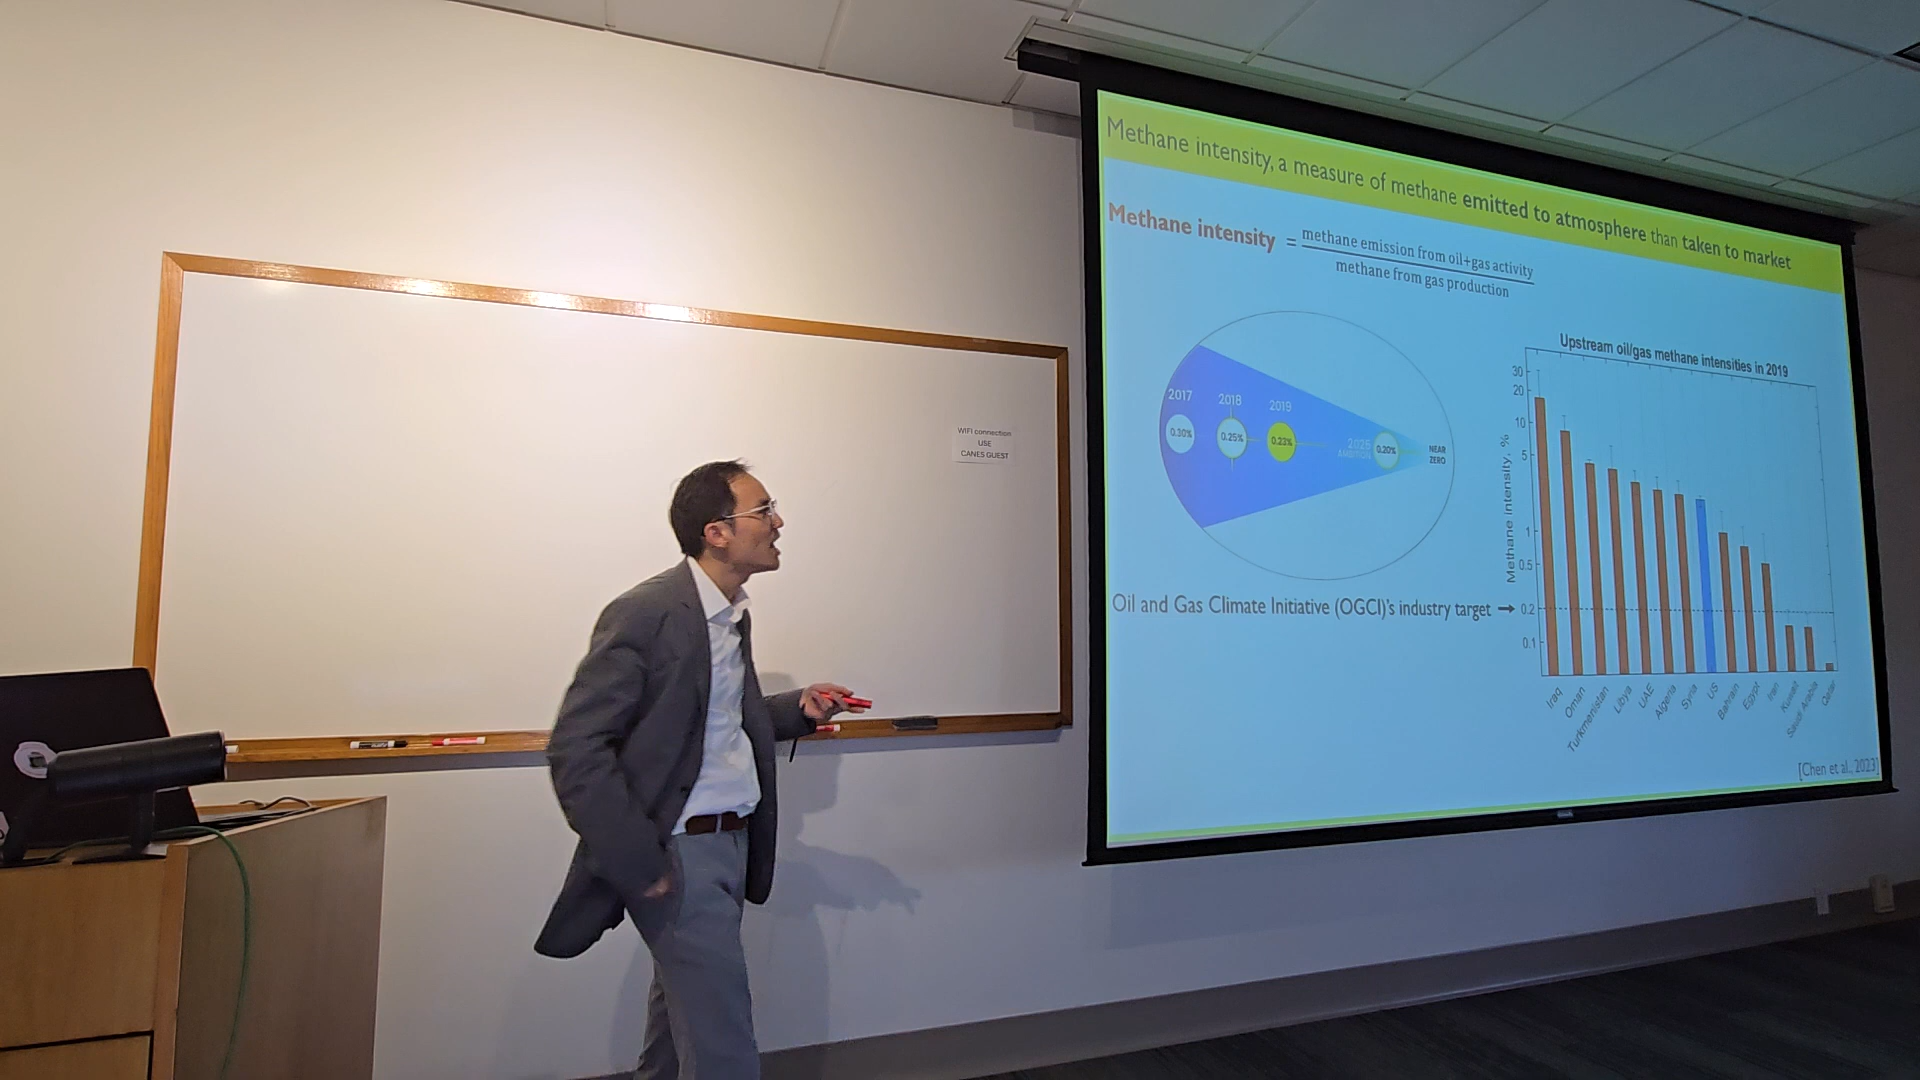 Methane intensity, a measure of methane emitted to atmosphere than taken to market
Methane intensity = methane emission from oil+gas activity
methane from gas production
2017
2018
2019
0.30%
0.25%
0.23%
2025
AMBITION
0.20%
NEAR
ZERO
Upstream oil/gas methane intensities in 2019
Methane intensity, %
30
20
10
5
1
0.5
0.2
0.1
Oil and Gas Climate Initiative (OGCI)'s industry target →
Iraq
Oman
Turkmenistan
Libya
UAE
Algeria
Syria
US
Bahrain
Egypt
Iran
Kuwait
Saudi Arabia
Qatar
[Chen et al., 2023]
WIFI connection
USE
CANES GUEST